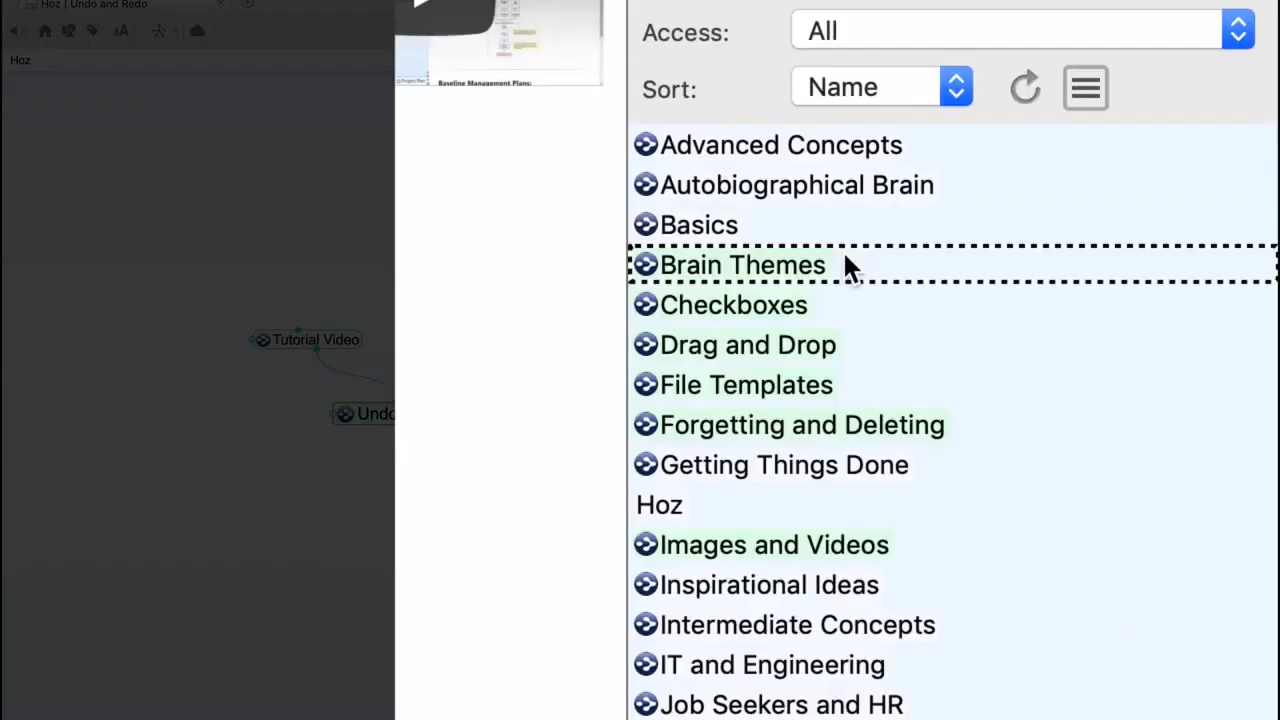 Hoz | Undo and Redo
Hoz
Tutorial Video
Undo
Baseline Management Plans:
Access:
All
Sort:
Name
Advanced Concepts
Autobiographical Brain
Basics
Brain Themes
Checkboxes
Drag and Drop
File Templates
Forgetting and Deleting
Getting Things Done
Hoz
Images and Videos
Inspirational Ideas
Intermediate Concepts
IT and Engineering
Job Seekers and HR